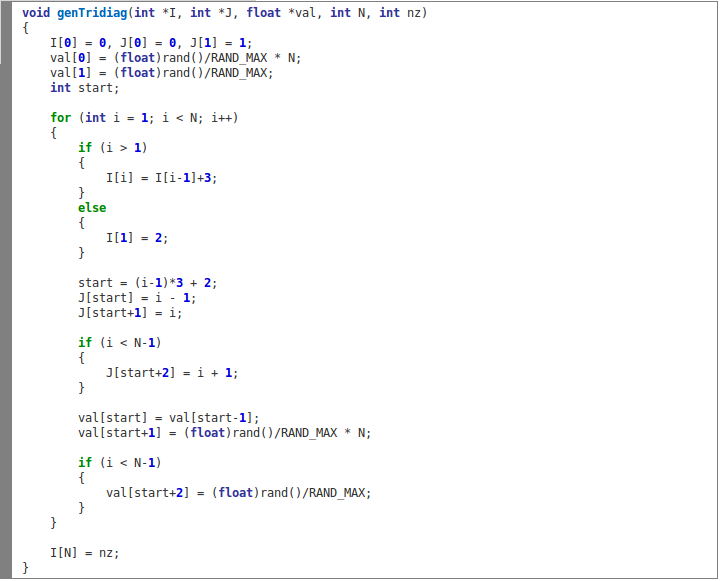 void genTridiag(int *I, int *J, float *val, int N, int nz)
{
    I[0] = 0, J[0] = 0, J[1] = 1;
    val[0] = (float)rand()/RAND_MAX * N;
    val[1] = (float)rand()/RAND_MAX;
    int start;

    for (int i = 1; i < N; i++)
    {
        if (i > 1)
        {
            I[i] = I[i-1]+3;
        }
        else
        {
            I[1] = 2;
        }

        start = (i-1)*3 + 2;
        J[start] = i - 1;
        J[start+1] = i;

        if (i < N-1)
        {
            J[start+2] = i + 1;
        }

        val[start] = val[start-1];
        val[start+1] = (float)rand()/RAND_MAX * N;

        if (i < N-1)
        {
            val[start+2] = (float)rand()/RAND_MAX;
        }
    }

    I[N] = nz;
}